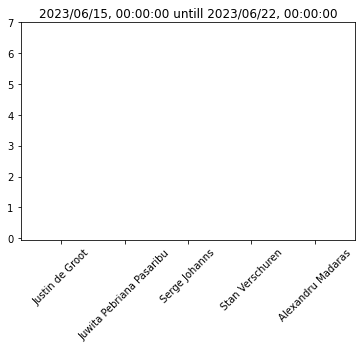 2023/06/15, 00:00:00 untill 2023/06/22, 00:00:00
7
6
5
4
3
2
1
0
Justin de Groot
Juwita Pebriana Pasaribu
Serge Johanns
Stan Verschuren
Alexandru Madaras